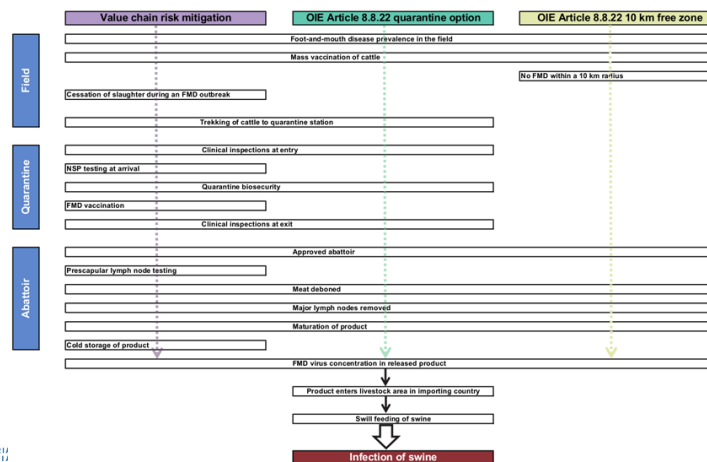 Value chain risk mitigation
OIE Article 8.8.22 quarantine option
OIE Article 8.8.22 10 km free zone
Field
Foot-and-mouth disease prevalence in the field
Mass vaccination of cattle
No FMD within a 10 km radius
Cessation of slaughter during an FMD outbreak
Trekking of cattle to quarantine station
Quarantine
Clinical inspections at entry
NSP testing at arrival
Quarantine biosecurity
FMD vaccination
Clinical inspections at exit
Abattoir
Approved abattoir
Prescapular lymph node testing
Meat deboned
Major lymph nodes removed
Maturation of product
Cold storage of product
FMD virus concentration in released product
Product enters livestock area in importing country
Swill feeding of swine
Infection of swine